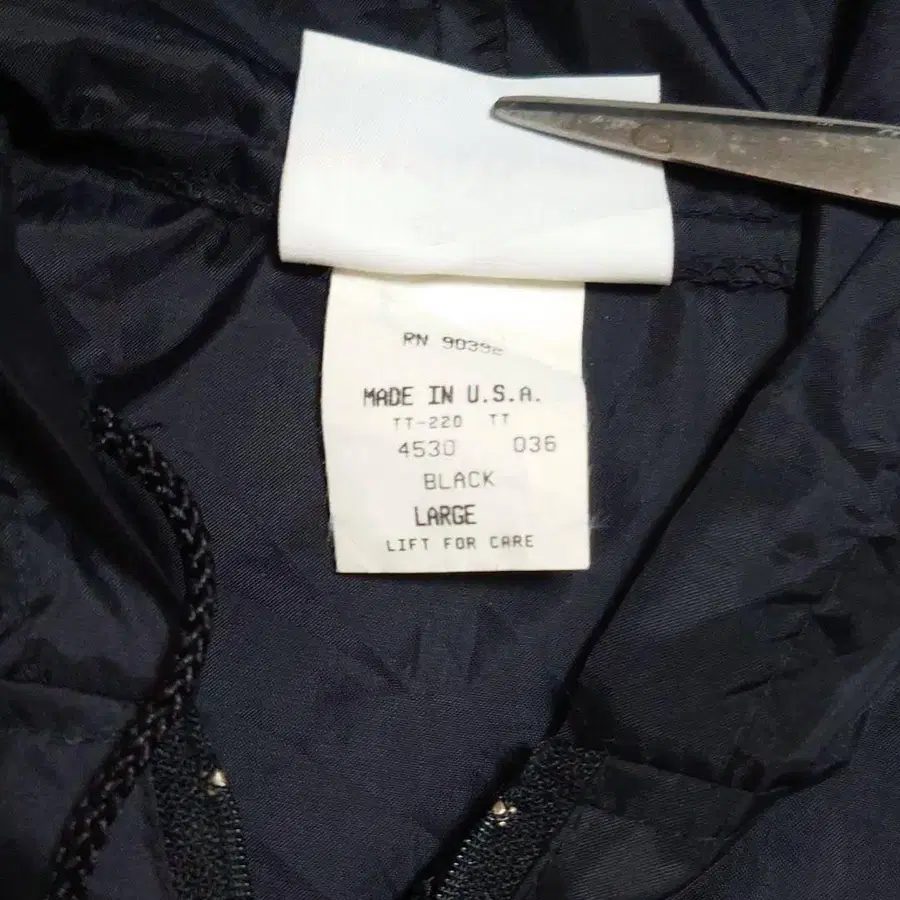 RN 90392
MADE IN U.S.A.
TT-220 TT
4530 036
BLACK
LARGE
LIFT FOR CARE